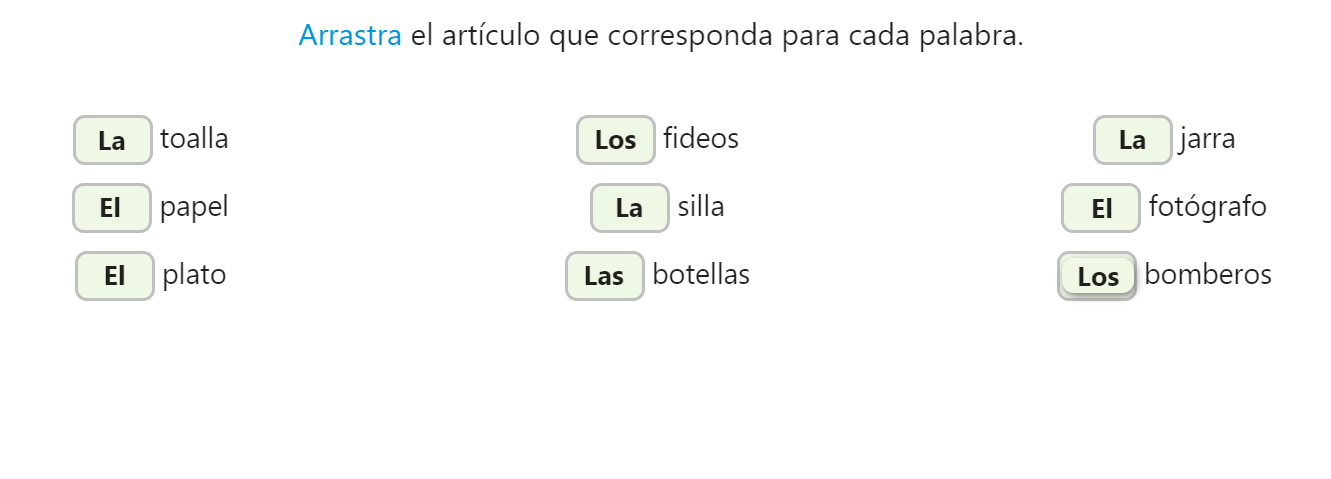 Arrastra el artículo que corresponda para cada palabra.
La toalla Los fideos La jarra
El papel La silla El fotógrafo
El plato Las botellas Los bomberos